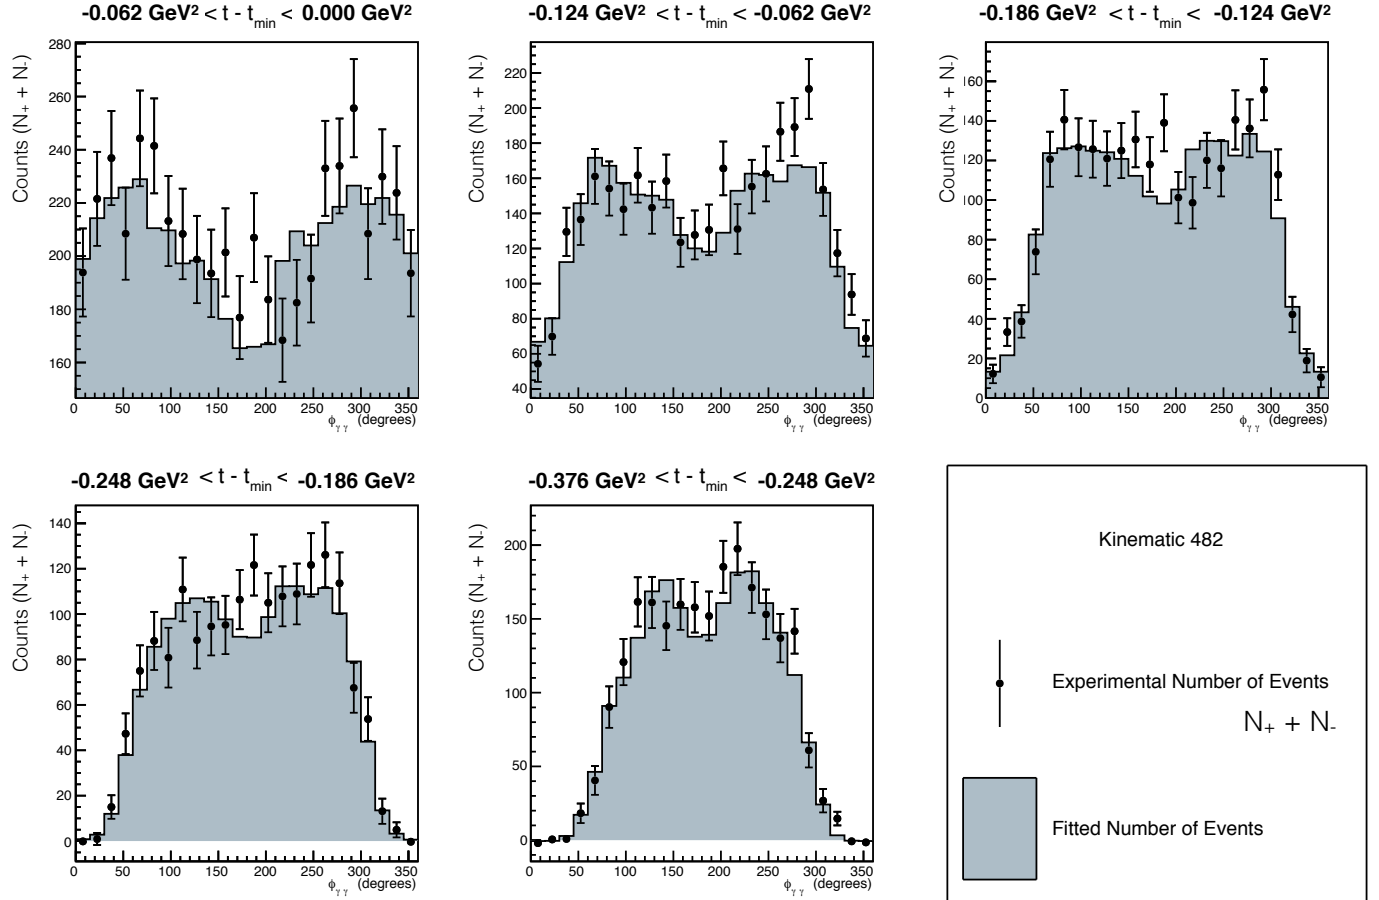 -0.062 GeV² < t - t_min < 0.000 GeV²
-0.124 GeV² < t - t_min < -0.062 GeV²
-0.186 GeV² < t - t_min < -0.124 GeV²
Counts (N₊ + N₋)
280
260
240
220
200
180
160
0 50 100 150 200 250 300 350
ϕ_γγ (degrees)
Counts (N₊ + N₋)
220
200
180
160
140
120
100
80
60
40
0 50 100 150 200 250 300 350
ϕ_γγ (degrees)
Counts (N₊ + N₋)
160
140
120
100
80
60
40
20
0
0 50 100 150 200 250 300 350
ϕ_γγ (degrees)
-0.248 GeV² < t - t_min < -0.186 GeV²
-0.376 GeV² < t - t_min < -0.248 GeV²
Counts (N₊ + N₋)
140
120
100
80
60
40
20
0
0 50 100 150 200 250 300 350
ϕ_γγ (degrees)
Counts (N₊ + N₋)
200
150
100
50
0
0 50 100 150 200 250 300 350
ϕ_γγ (degrees)
Kinematic 482
Experimental Number of Events
N₊ + N₋
Fitted Number of Events